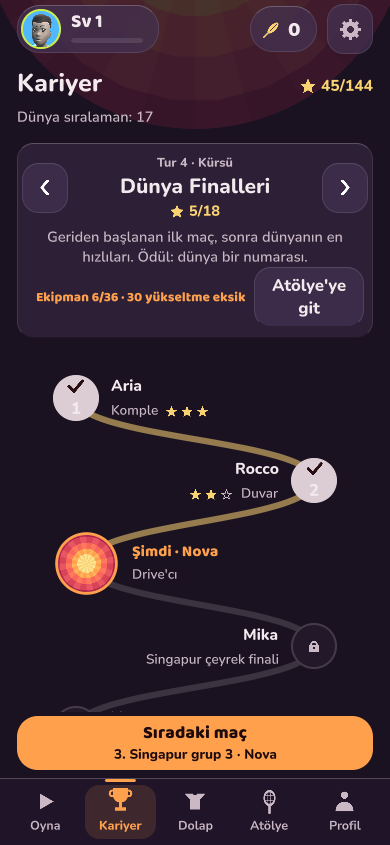 Sv 1
0
Kariyer
45/144
Dünya sıralaman: 17
Tur 4 · Kürsü
Dünya Finalleri
5/18
Geriden başlanan ilk maç, sonra dünyanın en
hızlıları. Ödül: dünya bir numarası.
Ekipman 6/36 · 30 yükseltme eksik
Atölye'ye
git
1
Aria
Komple
Rocco
Duvar
2
Şimdi · Nova
Drive'cı
Mika
Singapur çeyrek finali
Sıradaki maç
3. Singapur grup 3 · Nova
Oyna
Kariyer
Dolap
Atölye
Profil